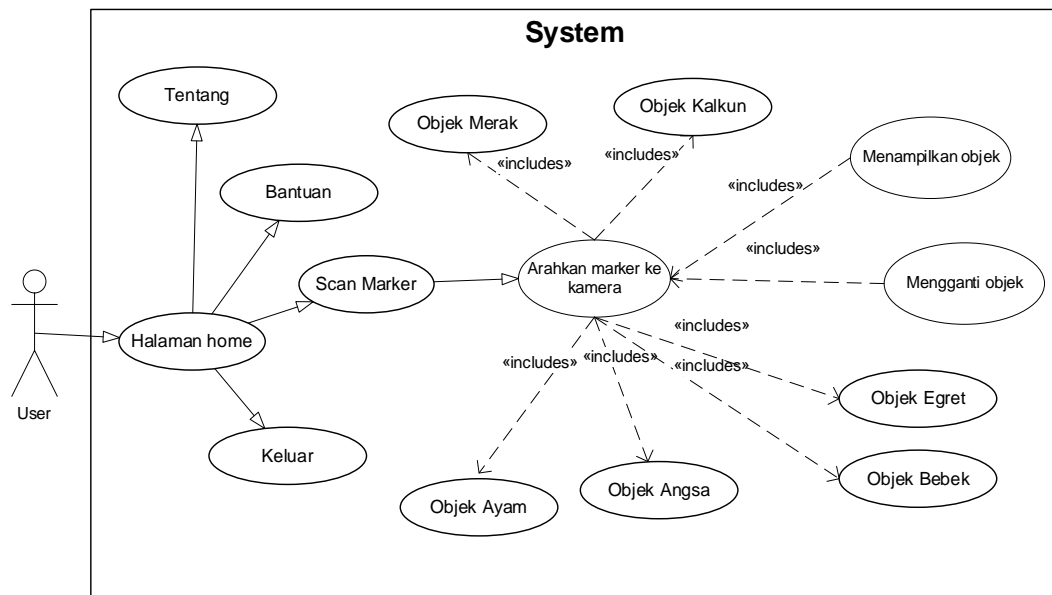 System
Tentang
Objek Merak
Objek Kalkun
«includes»
«includes»
Menampilkan objek
«includes»
Bantuan
«includes»
Scan Marker
Arahkan marker ke
kamera
Mengganti objek
Halaman home
«includes»
«includes»
«includes»
«includes»
User
Objek Egret
Keluar
Objek Bebek
Objek Ayam
Objek Angsa